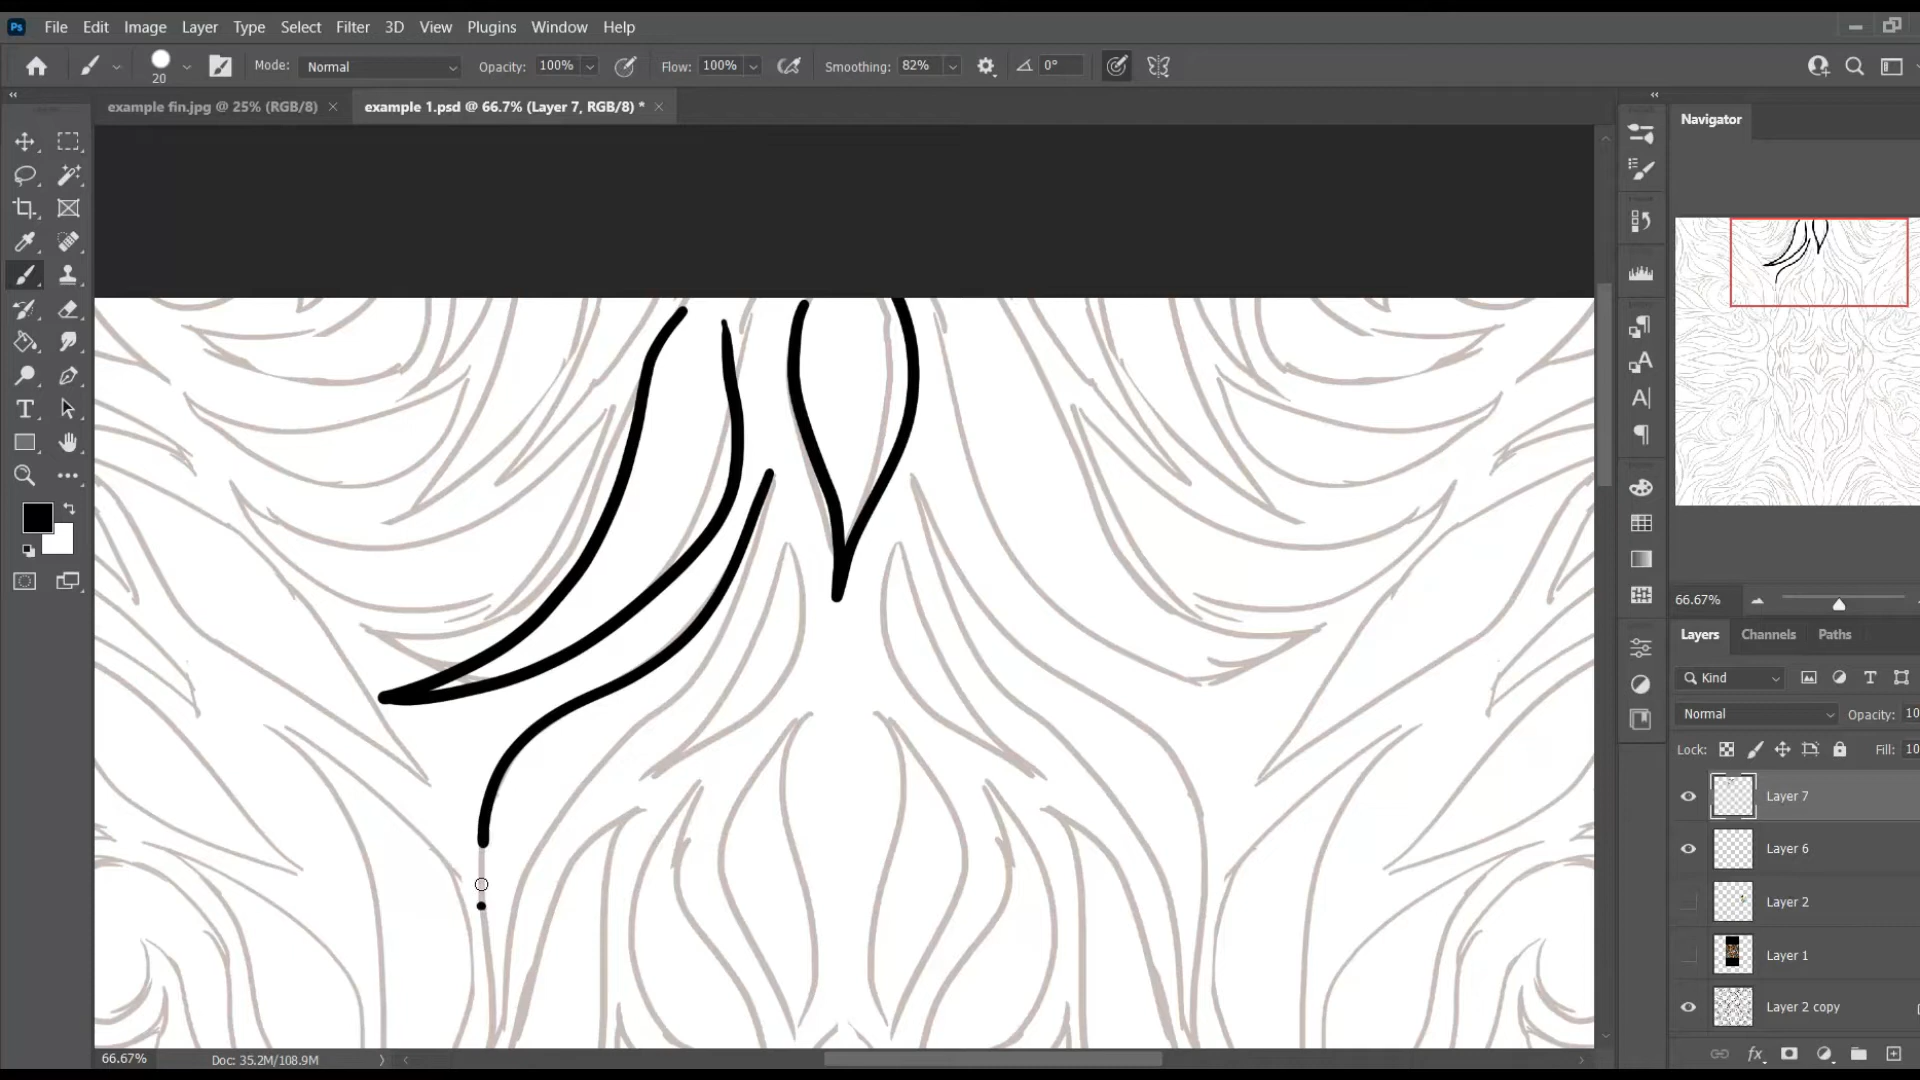 Ps File Edit Image Layer Type Select Filter 3D View Plugins Window Help
20 Mode: Normal Opacity: 100% Flow: 100% Smoothing: 82% 0°
example fin.jpg @ 25% (RGB/8) × example 1.psd @ 66.7% (Layer 7, RGB/8) * ×
Navigator
66.67%
Layers Channels Paths
Kind
Normal Opacity: 10
Lock: Fill: 10
Layer 7
Layer 6
Layer 2
Layer 1
Layer 2 copy
66.67% Doc: 35.2M/108.9M
fx